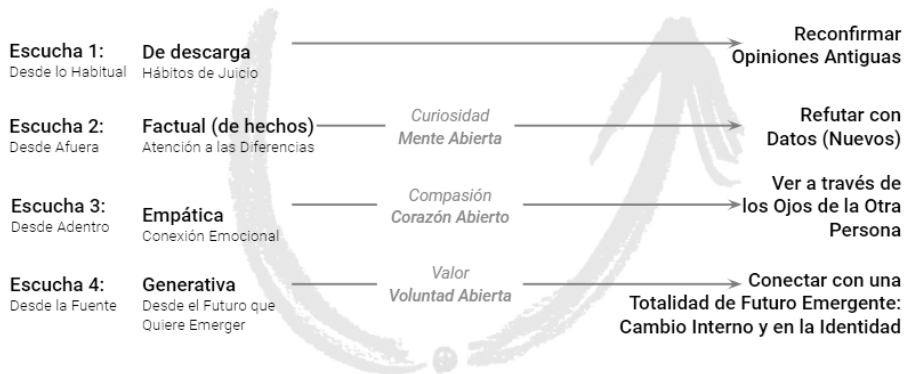 Escucha 1:
Desde lo Habitual
De descarga
Hábitos de Juicio
Reconfirmar
Opiniones Antiguas
Escucha 2:
Desde Afuera
Factual (de hechos)
Atención a las Diferencias
Curiosidad
Mente Abierta
Refutar con
Datos (Nuevos)
Escucha 3:
Desde Adentro
Empática
Conexión Emocional
Compasión
Corazón Abierto
Ver a través de
los Ojos de la Otra
Persona
Escucha 4:
Desde la Fuente
Generativa
Desde el Futuro que
Quiere Emerger
Valor
Voluntad Abierta
Conectar con una
Totalidad de Futuro Emergente:
Cambio Interno y en la Identidad